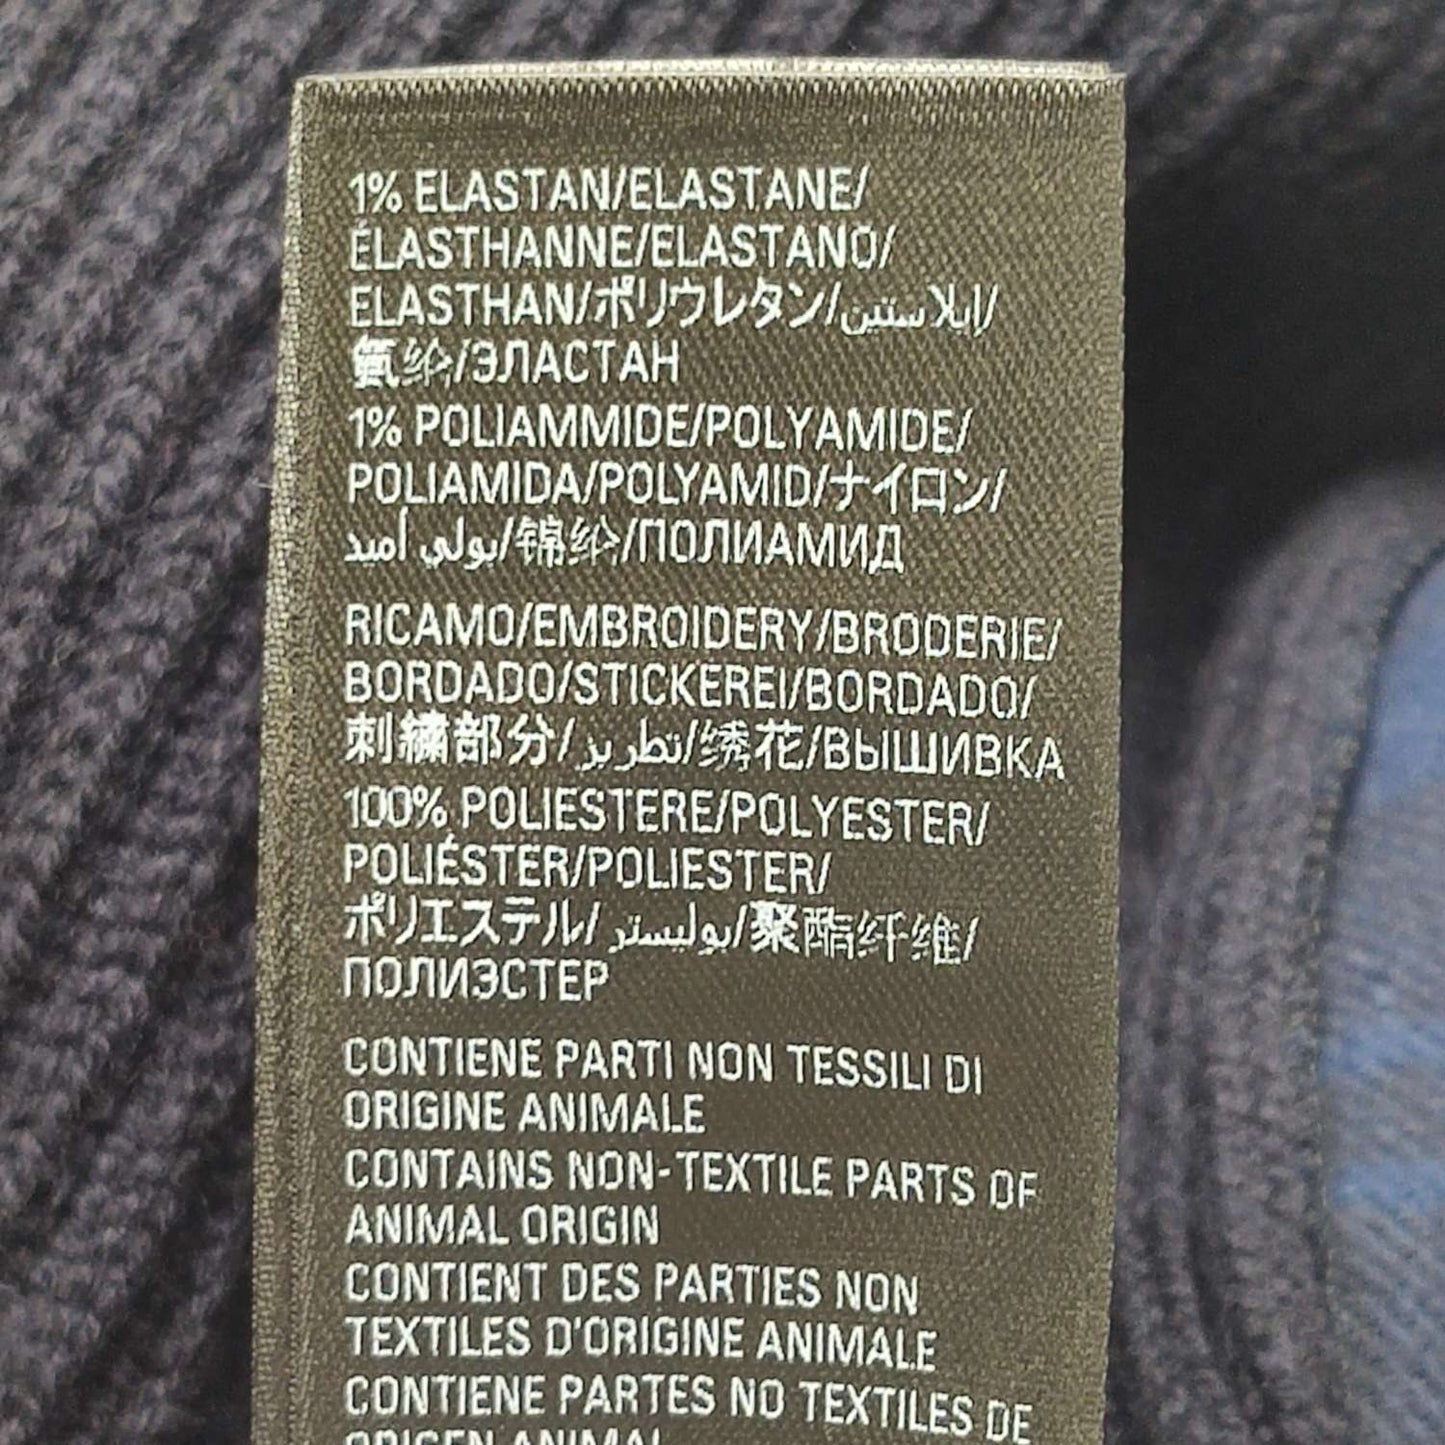 1% ELASTAN/ELASTANE/
ÉLASTHANNE/ELASTANO/
ELASTHAN/ポリウレタン/إيلاستين/
氨纶/ЭЛАСТАН
1% POLIAMMIDE/POLYAMIDE/
POLIAMIDA/POLYAMID/ナイロン/
بولي أميد/锦纶/ПОЛИАМИД
RICAMO/EMBROIDERY/BRODERIE/
BORDADO/STICKEREI/BORDADO/
刺繍部分/تطريز/绣花/ВЫШИВКА
100% POLIESTERE/POLYESTER/
POLIÉSTER/POLIESTER/
ポリエステル/بوليستر/聚酯纤维/
ПОЛИЭСТЕР
CONTIENE PARTI NON TESSILI DI
ORIGINE ANIMALE
CONTAINS NON-TEXTILE PARTS OF
ANIMAL ORIGIN
CONTIENT DES PARTIES NON
TEXTILES D'ORIGINE ANIMALE
CONTIENE PARTES NO TEXTILES DE
ORIGEN ANIMAL